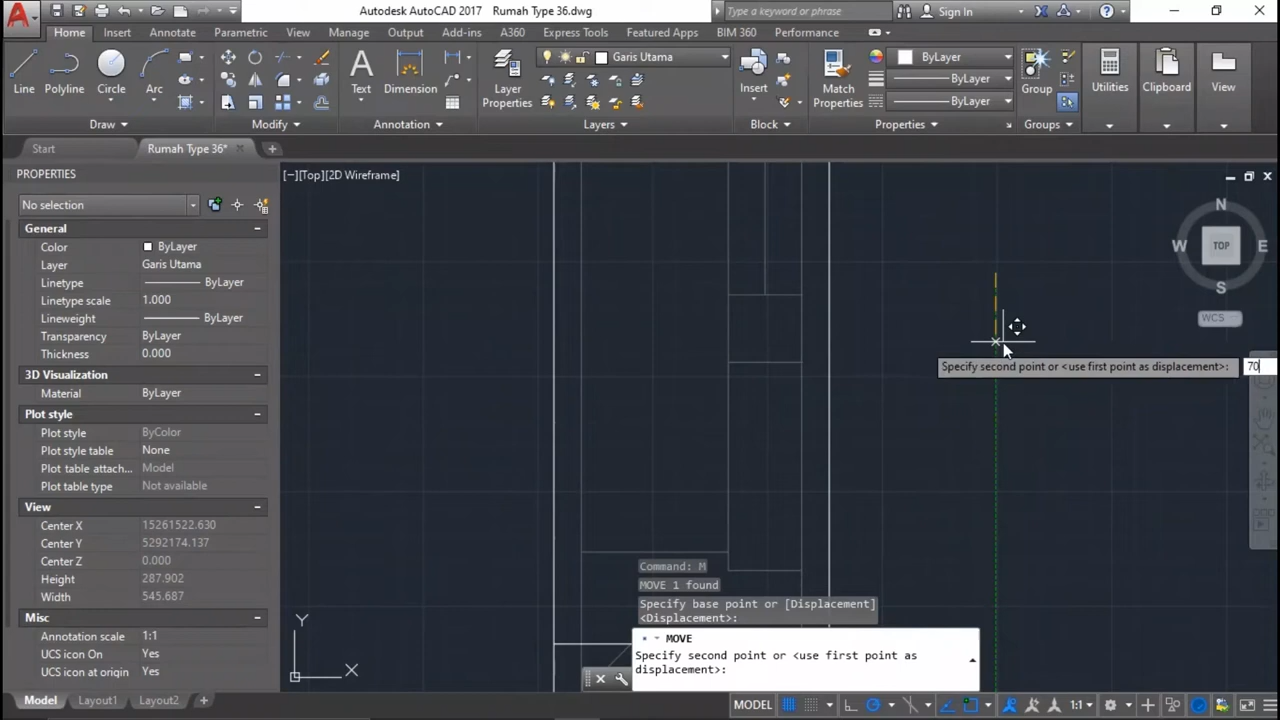 Autodesk AutoCAD 2017 Rumah Type 36.dwg
Type a keyword or phrase
Sign In
Home Insert Annotate Parametric View Manage Output Add-ins A360 Express Tools Featured Apps BIM 360 Performance
Line Polyline Circle Arc
Text Dimension
Layer
Properties
Garis Utama
Insert
Match
Properties
ByLayer
ByLayer
ByLayer
Group
Utilities
Clipboard
View
Draw Modify Annotation Layers Block Properties Groups
Start Rumah Type 36*
PROPERTIES
No selection
General
Color ByLayer
Layer Garis Utama
Linetype ByLayer
Linetype scale 1.000
Lineweight ByLayer
Transparency ByLayer
Thickness 0.000
3D Visualization
Material ByLayer
Plot style
Plot style ByColor
Plot style table None
Plot table attach... Model
Plot table type Not available
View
Center X 15261522.630
Center Y 5292174.137
Center Z 0.000
Height 287.902
Width 545.687
Misc
Annotation scale 1:1
UCS icon On Yes
UCS icon at origin Yes
[−][Top][2D Wireframe]
N
W TOP E
S
WCS
Specify second point or <use first point as displacement>: 70
Command: M
MOVE 1 found
Specify base point or [Displacement]
<Displacement>:
MOVE
Specify second point or <use first point as
displacement>:
Y
X
Model Layout1 Layout2
MODEL
1:1